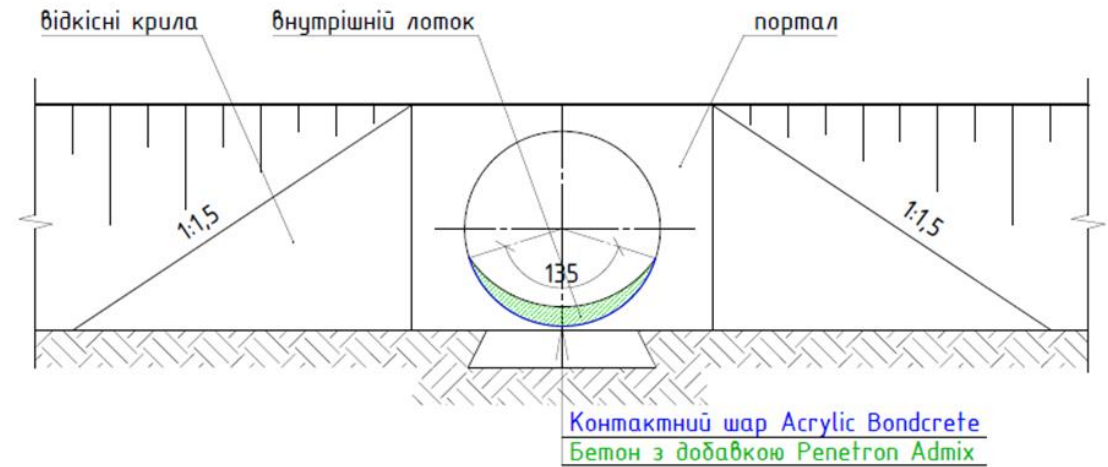 відкісні крила
внутрішній лоток
портал
1:1,5
1:1,5
135
Контактний шар Acrylic Bondcrete
Бетон з добавкою Penetron Admix